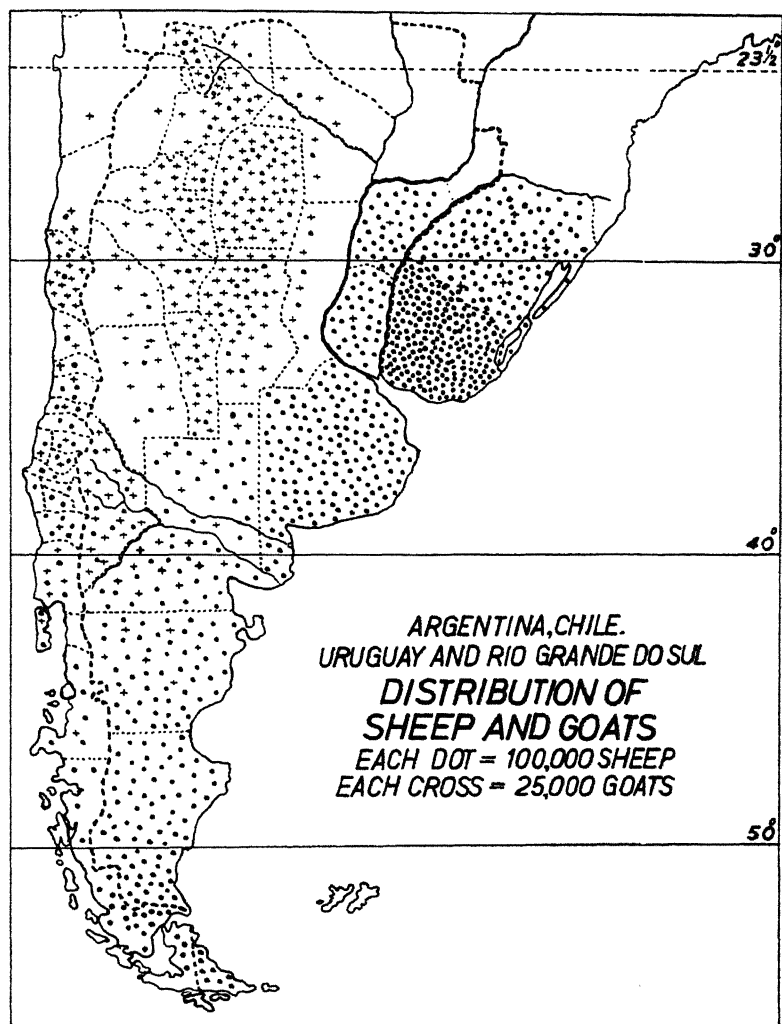 23½°
30°
40°
ARGENTINA, CHILE.
URUGUAY AND RIO GRANDE DO SUL
DISTRIBUTION OF
SHEEP AND GOATS
EACH DOT = 100,000 SHEEP
EACH CROSS = 25,000 GOATS
50°